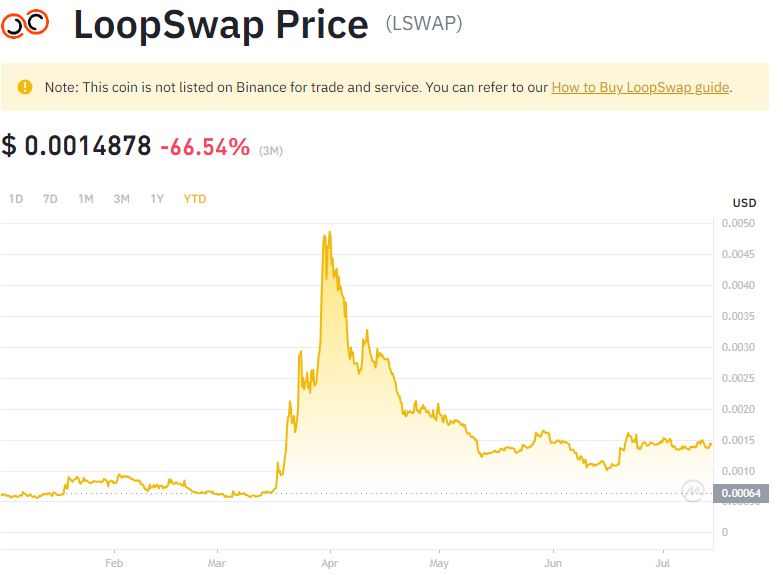 LoopSwap Price (LSWAP)
Note: This coin is not listed on Binance for trade and service. You can refer to our How to Buy LoopSwap guide.
$ 0.0014878 -66.54% (3M)
1D 7D 1M 3M 1Y YTD
USD
0.0050
0.0045
0.0040
0.0035
0.0030
0.0025
0.0020
0.0015
0.0010
0.00064
0
Feb Mar Apr May Jun Jul